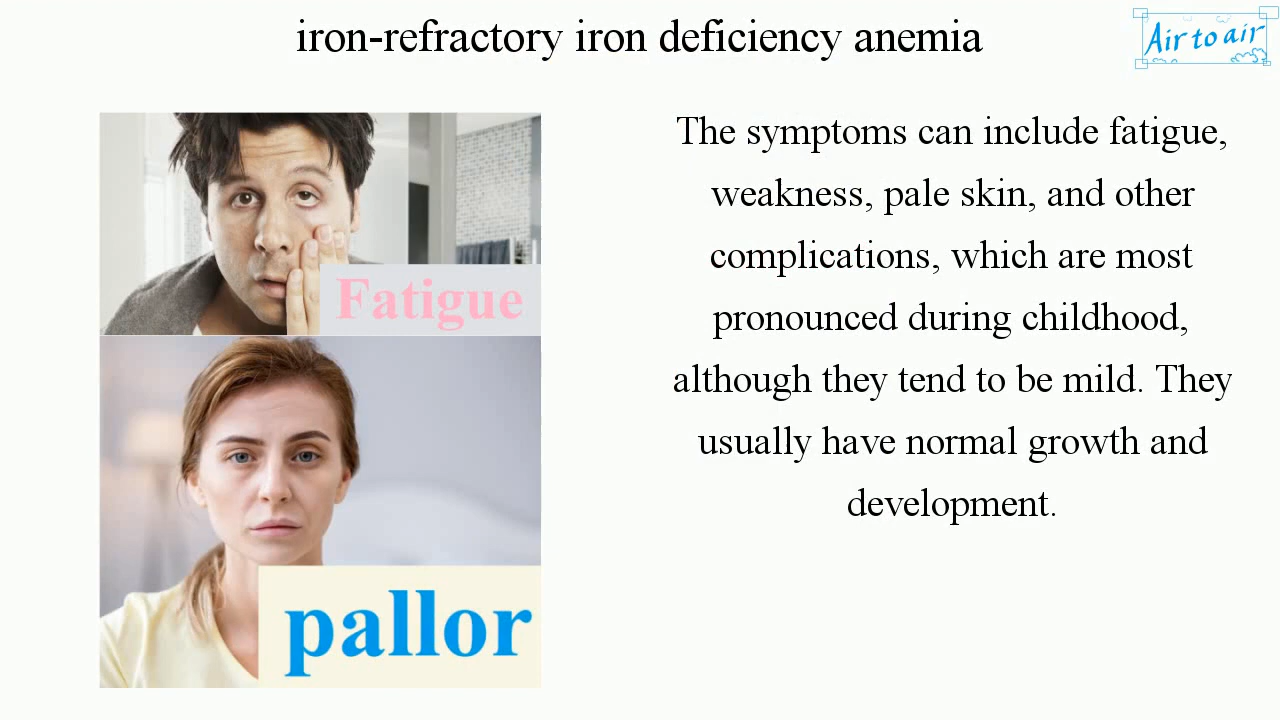 iron-refractory iron deficiency anemia
Air to air
Fatigue
pallor
The symptoms can include fatigue,
weakness, pale skin, and other
complications, which are most
pronounced during childhood,
although they tend to be mild. They
usually have normal growth and
development.